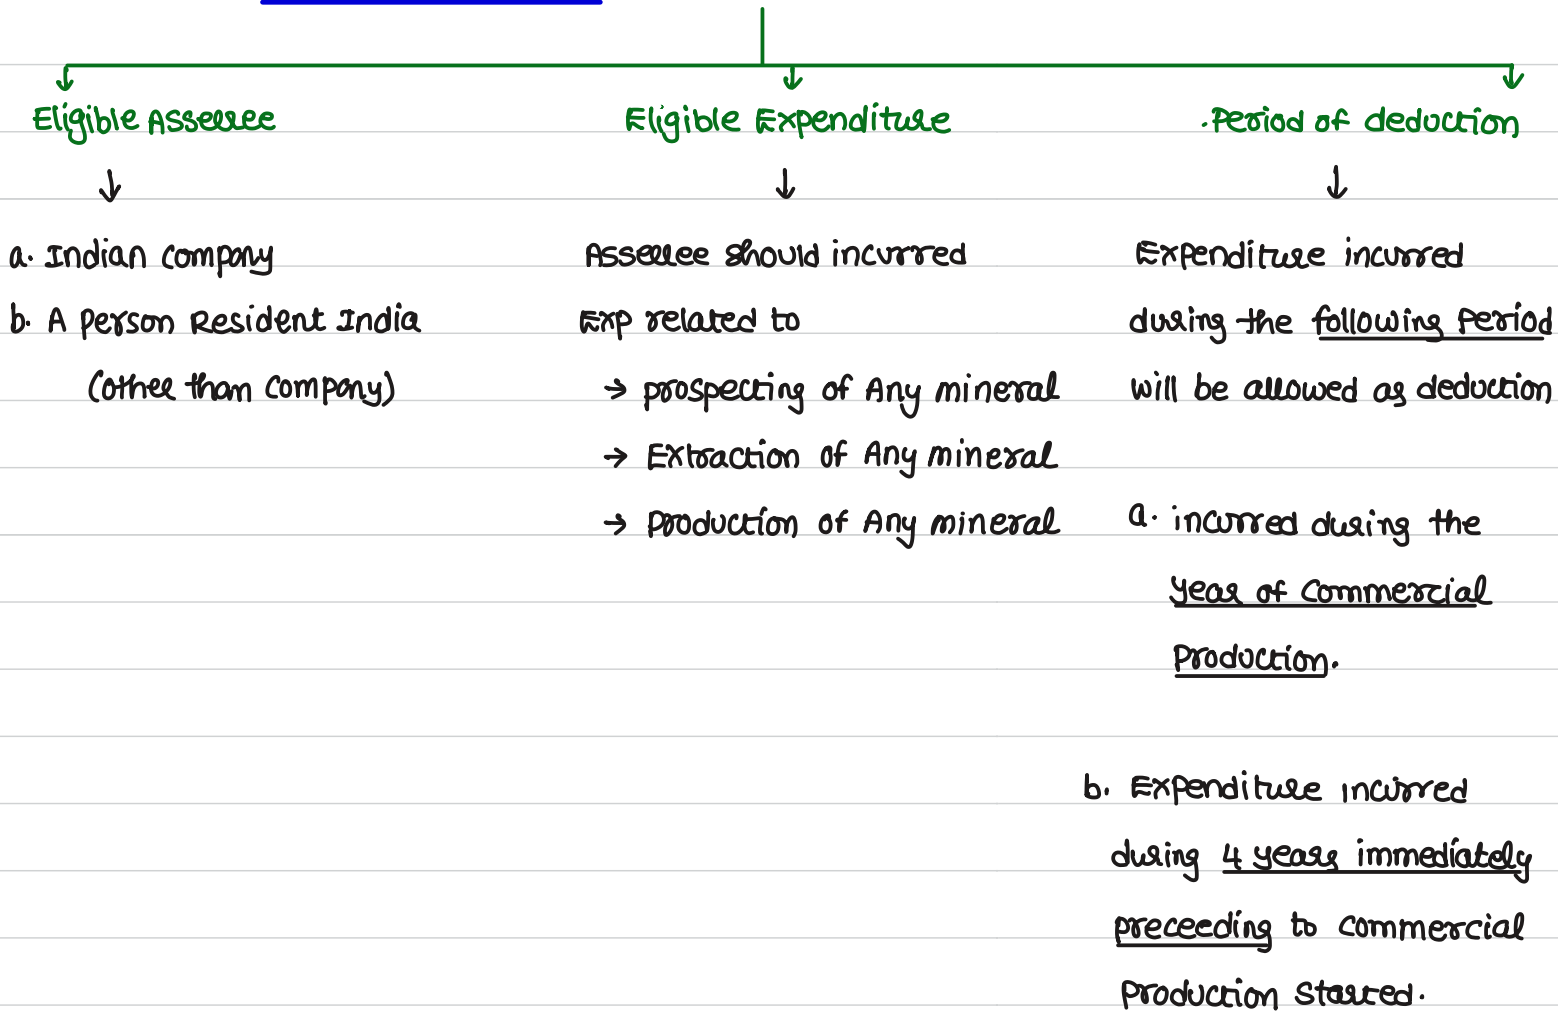 Eligible Assessee
Eligible Expenditure
Period of deduction
a. Indian Company
b. A Person Resident India
(other than Company)
Assessee should incurred
Exp related to
→ prospecting of Any mineral
→ Extraction of Any mineral
→ Production of Any mineral
Expenditure incurred
during the following Period
will be allowed as deduction
a. incurred during the
year of Commercial
Production.
b. Expenditure incurred
during 4 years immediately
preceeding to commercial
Production Started.